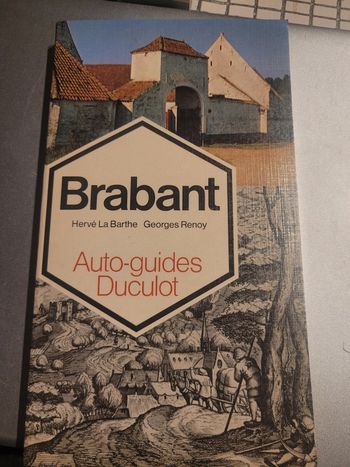 Brabant
Hervé La Barthe Georges Renoy
Auto-guides
Duculot